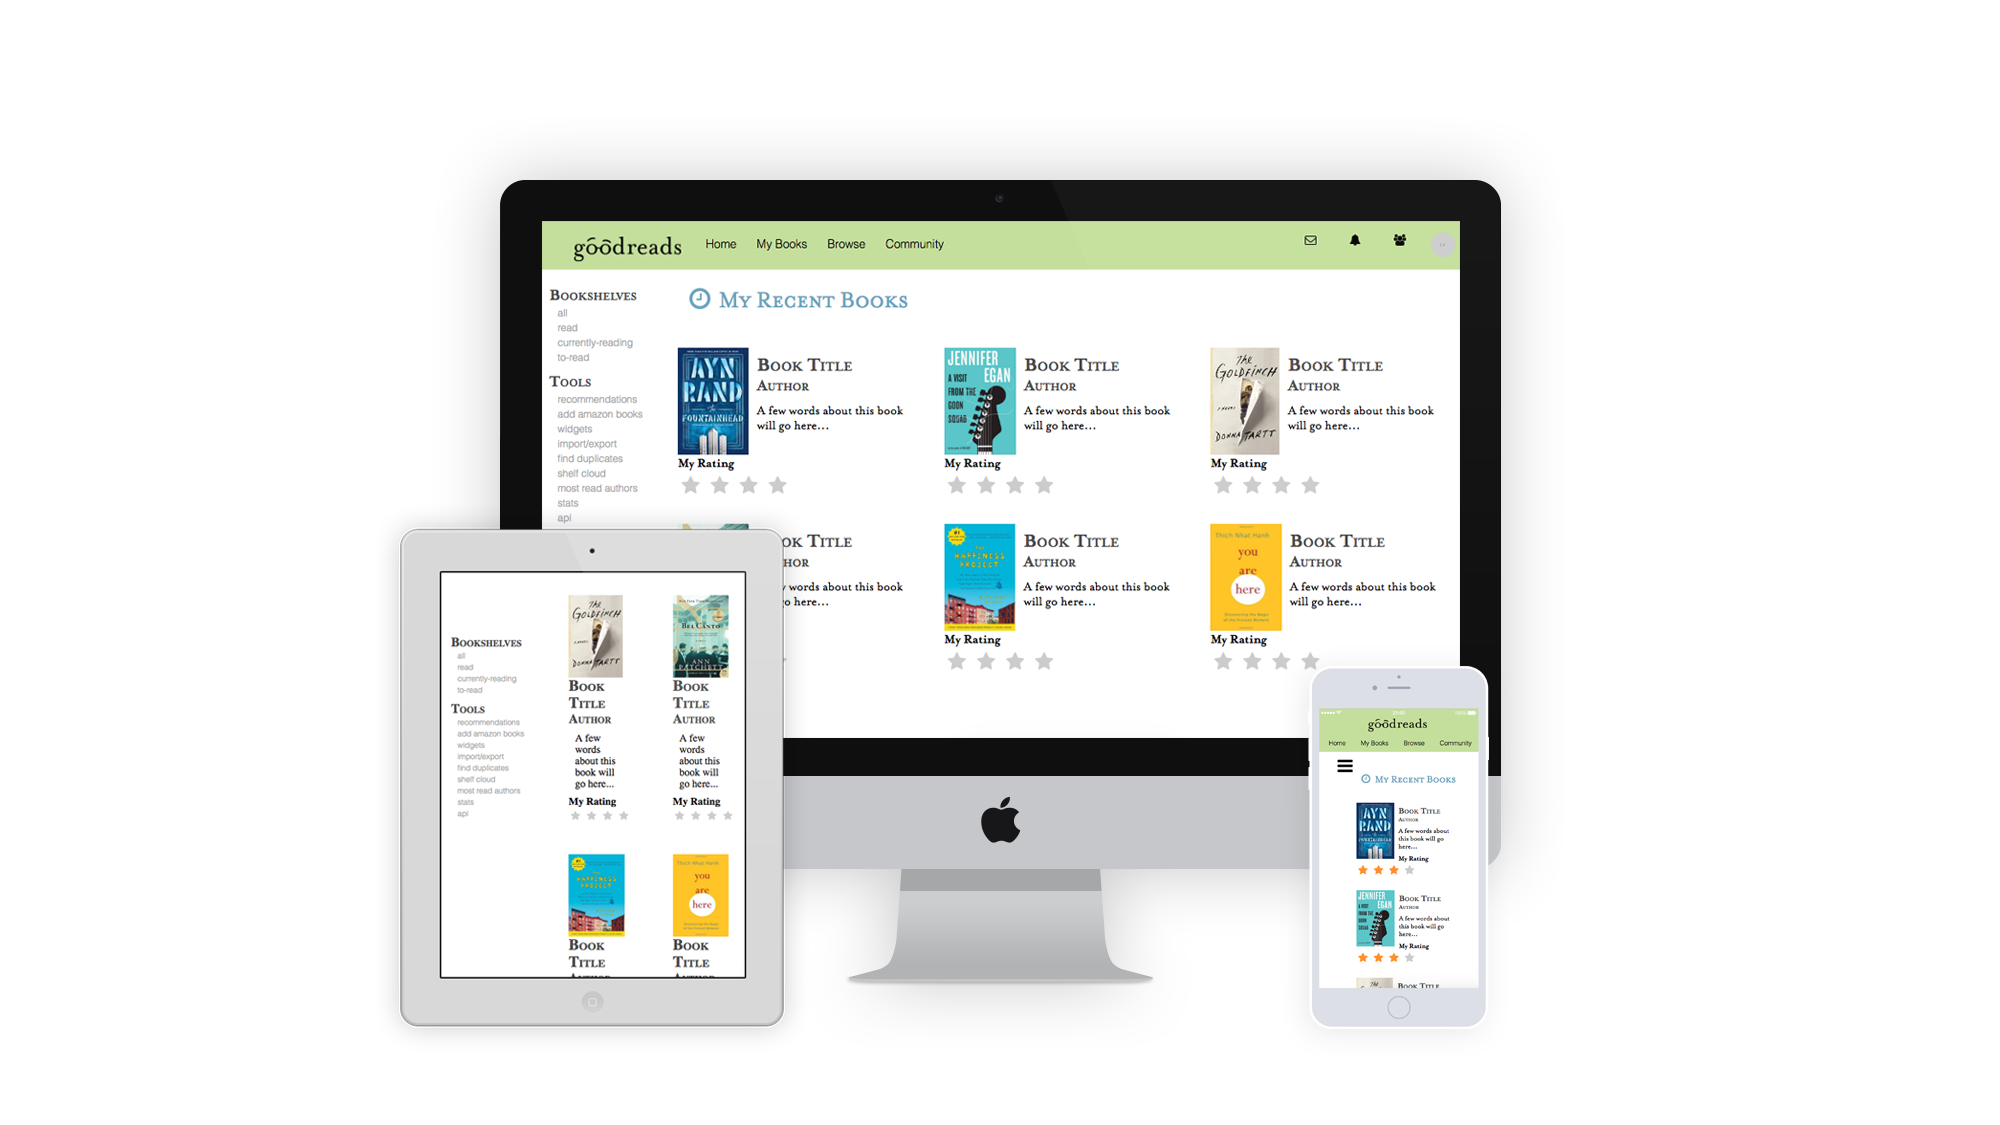 goodreads Home My Books Browse Community
BOOKSHELVES
all
read
currently-reading
to-read
TOOLS
recommendations
add amazon books
widgets
import/export
find duplicates
shelf cloud
most read authors
stats
api
MY RECENT BOOKS
AYN
RAND
The
FOUNTAINHEAD
BOOK TITLE
AUTHOR
A few words about this book
will go here...
My Rating
JENNIFER
EGAN
A VISIT
FROM THE
GOON
SQUAD
BOOK TITLE
AUTHOR
A few words about this book
will go here...
My Rating
THE
GOLDFINCH
DONNA TARTT
BOOK TITLE
AUTHOR
A few words about this book
will go here...
My Rating
OK TITLE
HOR
words about this book
o here...
THE
HAPPINESS
PROJECT
BOOK TITLE
AUTHOR
A few words about this book
will go here...
My Rating
Thich Nhat Hanh
you
are
here
BOOK TITLE
AUTHOR
A few words about this book
will go here...
My Rating
BOOKSHELVES
all
read
currently-reading
to-read
TOOLS
recommendations
add amazon books
widgets
import/export
find duplicates
shelf cloud
most read authors
stats
api
THE
GOLDFINCH
DONNA TARTT
BOOK
TITLE
AUTHOR
A few
words
about this
book will
go here...
My Rating
BEL CANTO
ANN
PATCHETT
BOOK
TITLE
AUTHOR
A few
words
about this
book will
go here...
My Rating
THE
HAPPINESS
PROJECT
BOOK
TITLE
AUTHOR
Thich Nhat Hanh
you
are
here
BOOK
TITLE
AUTHOR
goodreads
Home My Books Browse Community
MY RECENT BOOKS
AYN
RAND
FOUNTAINHEAD
BOOK TITLE
AUTHOR
A few words about
this book will go
here...
My Rating
JENNIFER
EGAN
A VISIT
FROM THE
GOON
SQUAD
BOOK TITLE
AUTHOR
A few words about
this book will go
here...
My Rating
THE
BOOK TITLE